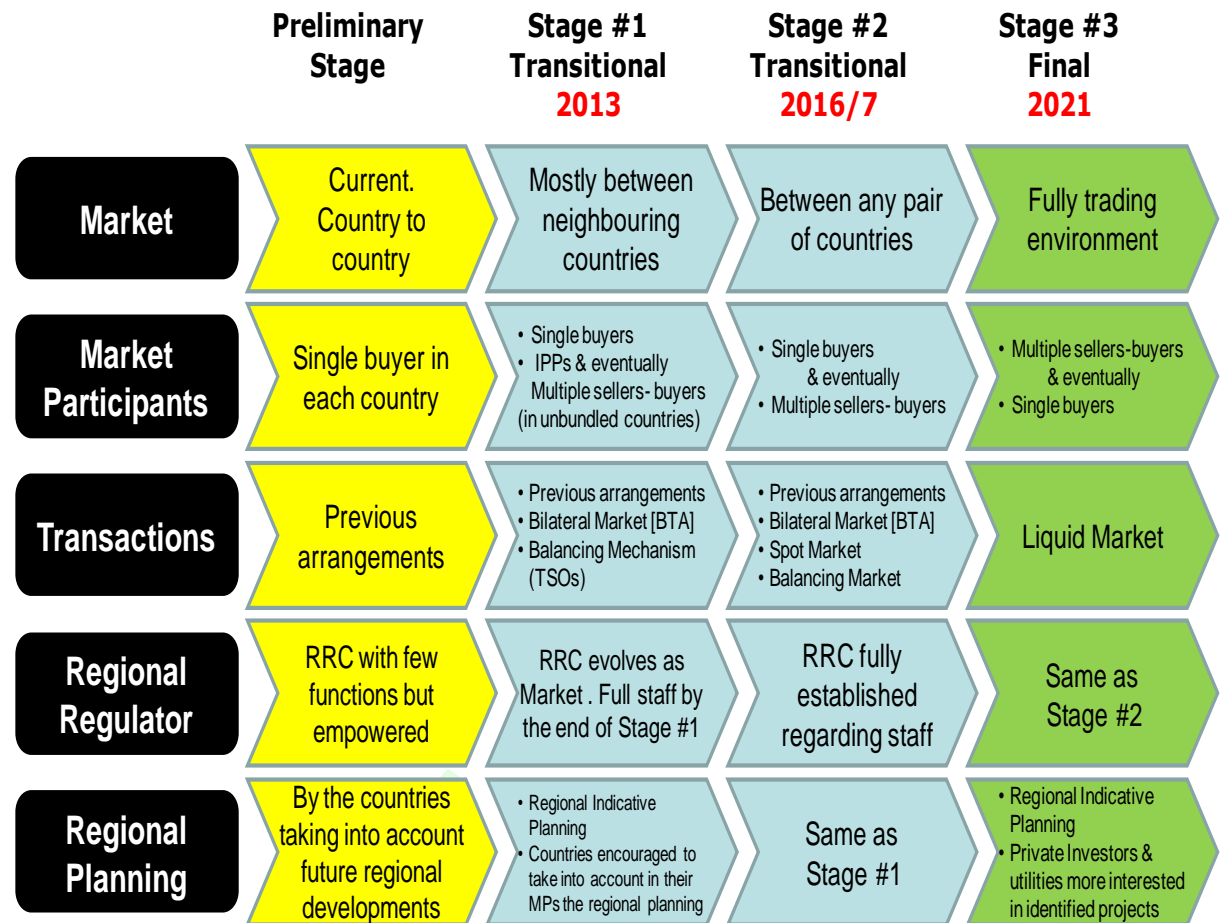 Preliminary
Stage
Stage #1
Transitional
2013
Stage #2
Transitional
2016/7
Stage #3
Final
2021
Market
Current.
Country to
country
Mostly between
neighbouring
countries
Between any pair
of countries
Fully trading
environment
Market
Participants
Single buyer in
each country
• Single buyers
• IPPs & eventually
Multiple sellers- buyers
(in unbundled countries)
• Single buyers
& eventually
• Multiple sellers- buyers
• Multiple sellers-buyers
& eventually
• Single buyers
Transactions
Previous
arrangements
• Previous arrangements
• Bilateral Market [BTA]
• Balancing Mechanism
(TSOs)
• Previous arrangements
• Bilateral Market [BTA]
• Spot Market
• Balancing Market
Liquid Market
Regional
Regulator
RRC with few
functions but
empowered
RRC evolves as
Market . Full staff by
the end of Stage #1
RRC fully
established
regarding staff
Same as
Stage #2
Regional
Planning
By the countries
taking into account
future regional
developments
• Regional Indicative
Planning
• Countries encouraged to
take into account in their
MPs the regional planning
Same as
Stage #1
• Regional Indicative
Planning
• Private Investors &
utilities more interested
in identified projects